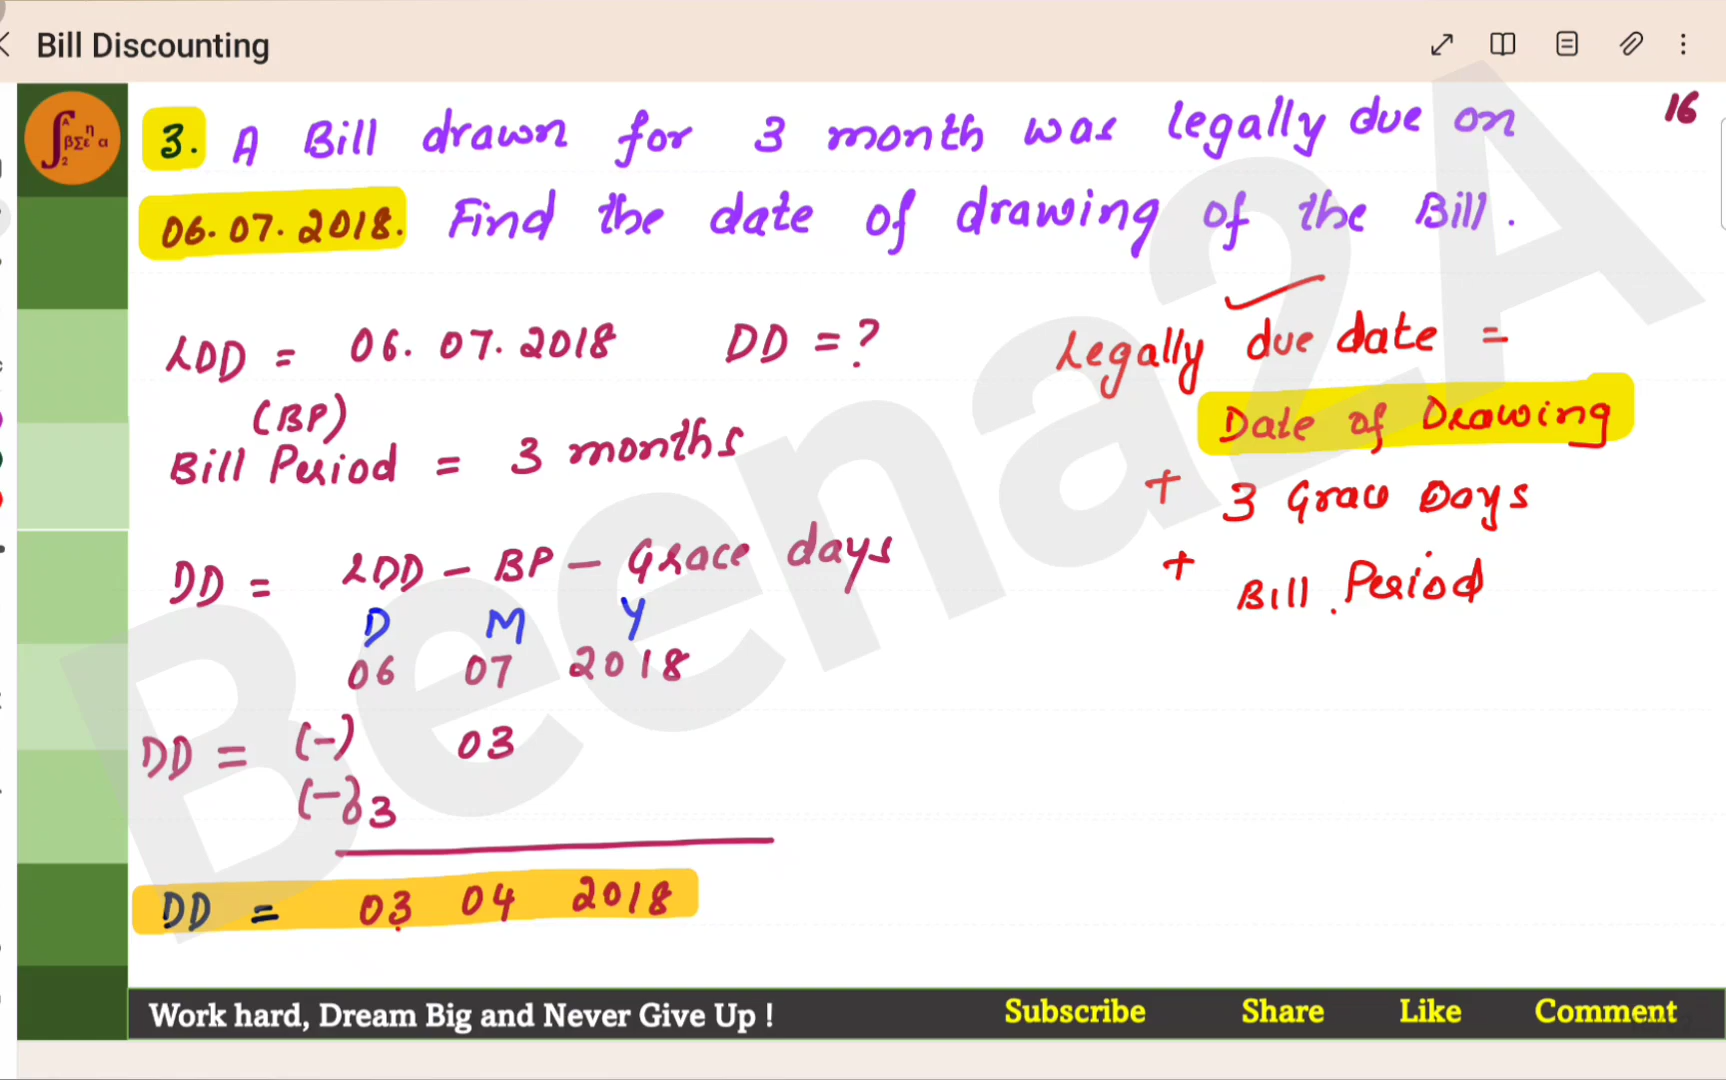 Bill Discounting
16
3. A Bill drawn for 3 month was legally due on
06.07.2018. Find the date of drawing of the Bill.
LDD = 06.07.2018 DD = ?
(BP)
Bill Period = 3 months
DD = LDD - BP - Grace days
D M Y
06 07 2018
DD = (-) 03
(-) 3
DD = 03 04 2018
Legally due date =
Date of Drawing
+ 3 Grace Days
+ Bill Period
Beena2A
Work hard, Dream Big and Never Give Up !
Subscribe Share Like Comment